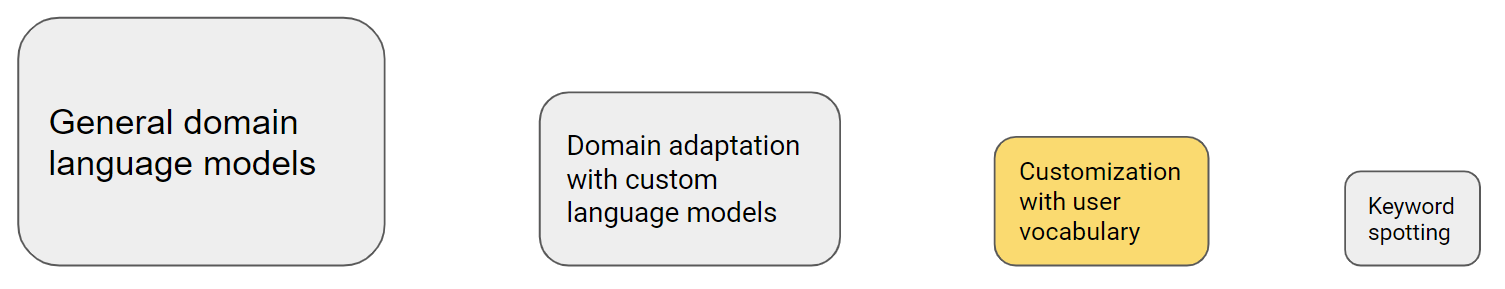 General domain
language models
Domain adaptation
with custom
language models
Customization
with user
vocabulary
Keyword
spotting